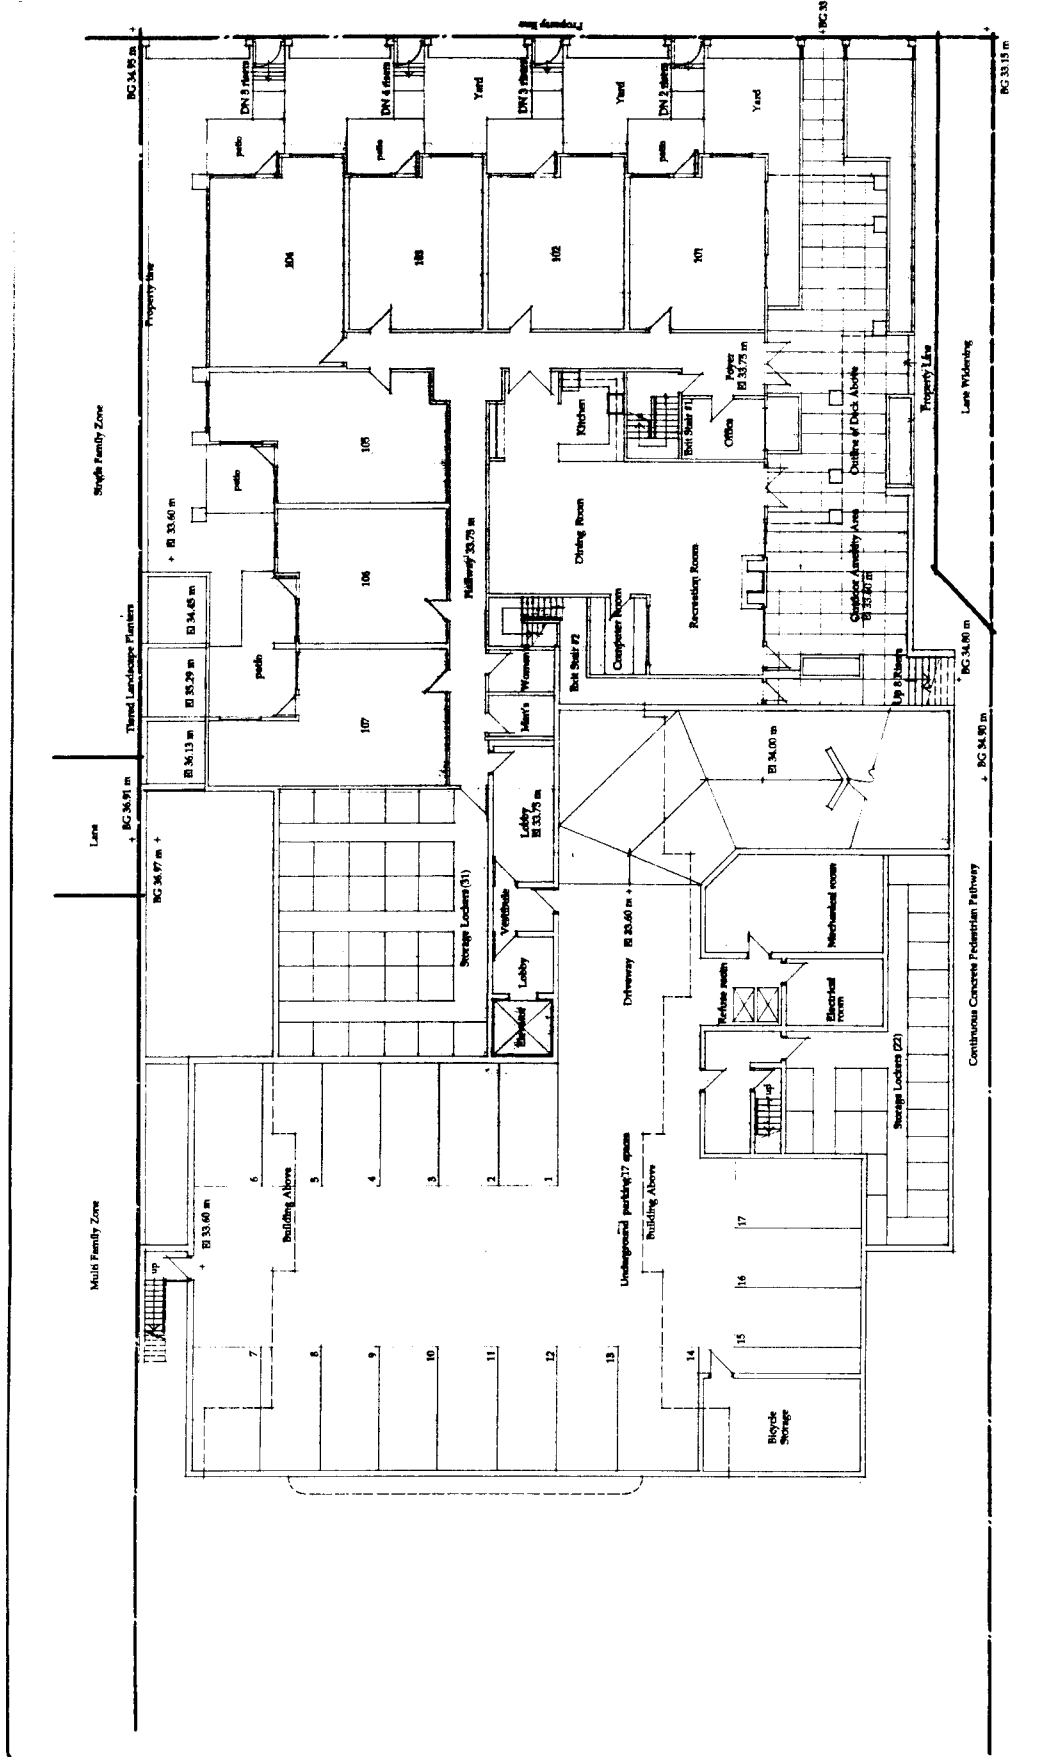 Property line
BG 34.95 m
BG 33
BG 33.15 m
DN 5 risers
DN 4 risers
DN 3 risers
DN 2 risers
Yard
Yard
Yard
patio
patio
patio
104
103
102
101
Property line
Single Family Zone
Foyer
El 33.75 m
Kitchen
Exit Stair #1
Office
Outline of Deck Above
Property Line
Lane Widening
105
patio
El 33.60 m
106
Hallway 33.75 m
Dining Room
Recreation Room
Outdoor Amenity Area
El 33.60 m
Tiered Landscape Planters
El 34.45 m
El 35.29 m
El 36.13 m
patio
107
Women's
Men's
Exit Stair #2
Computer Room
Up 8 Risers
BG 34.80 m
BG 34.90 m
El 34.00 m
Lane
BG 36.91 m
BG 36.97 m
Lobby
El 33.75 m
Storage Lockers (31)
Vestibule
Lobby
Elevator
Driveway
El 33.60 m
Mechanical room
Refuse room
Electrical
room
Storage Lockers (22)
Continuous Concrete Pedestrian Pathway
up
Multi Family Zone
El 33.60 m
up
Building Above
Underground parking 17 spaces
Building Above
6
5
4
3
2
1
17
16
15
7
8
9
10
11
12
13
14
Bicycle
Storage